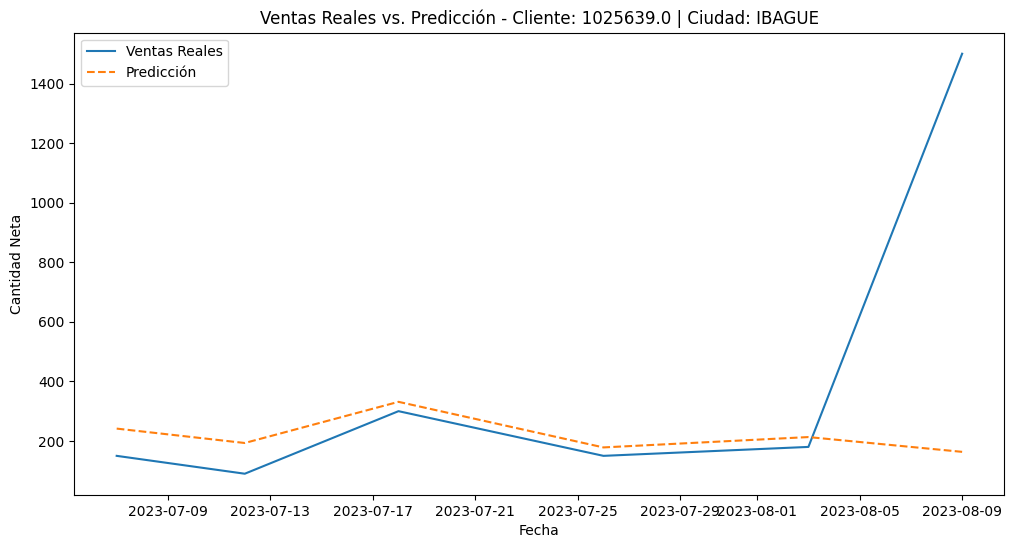 Ventas Reales vs. Predicción - Cliente: 1025639.0 | Ciudad: IBAGUE
Ventas Reales
Predicción
1400
1200
1000
800
600
400
200
Cantidad Neta
2023-07-09 2023-07-13 2023-07-17 2023-07-21 2023-07-25 2023-07-29 2023-08-01 2023-08-05 2023-08-09
Fecha